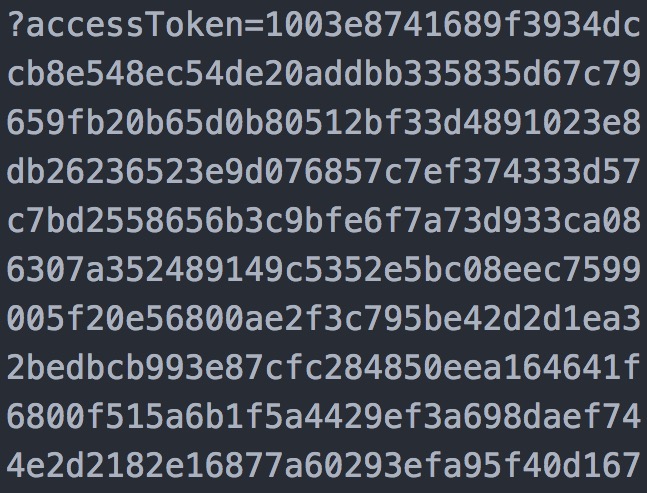 ?accessToken=1003e8741689f3934dc
cb8e548ec54de20addbb335835d67c79
659fb20b65d0b80512bf33d4891023e8
db26236523e9d076857c7ef374333d57
c7bd2558656b3c9bfe6f7a73d933ca08
6307a352489149c5352e5bc08eec7599
005f20e56800ae2f3c795be42d2d1ea3
2bedbcb993e87cfc284850eea164641f
6800f515a6b1f5a4429ef3a698daef74
4e2d2182e16877a60293efa95f40d167